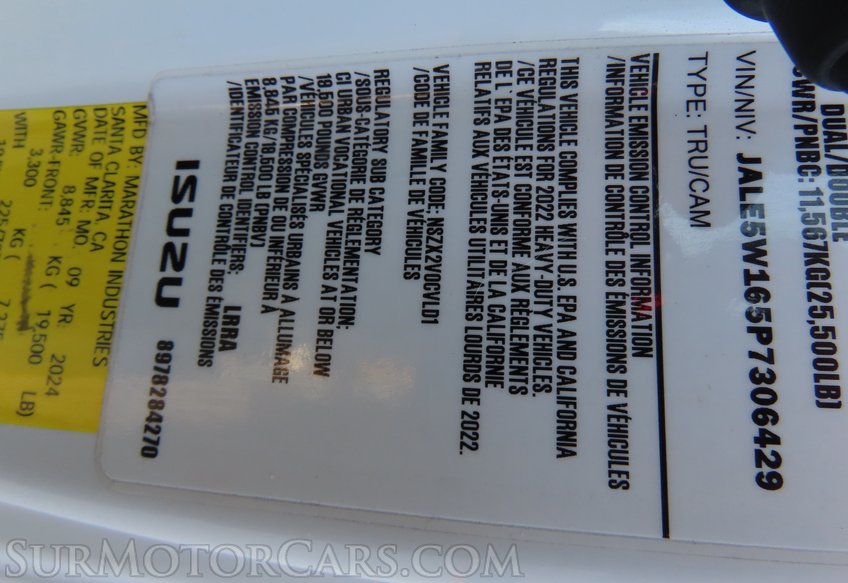 DUAL/DOUBLE
GVWR/PNBC: 11,567KG(25,500LB)
VIN/NIV: JALE5W165P7306429
TYPE: TRU/CAM
VEHICLE EMISSION CONTROL INFORMATION
/INFORMATION DE CONTRÔLE DES ÉMISSIONS DE VÉHICULES
THIS VEHICLE COMPLIES WITH U.S. EPA AND CALIFORNIA
REGULATIONS FOR 2022 HEAVY-DUTY VEHICLES.
/CE VÉHICULE EST CONFORME AUX RÈGLEMENTS
DE L'EPA DES ÉTATS-UNIS ET DE LA CALIFORNIE
RELATIFS AUX VÉHICULES UTILITAIRES LOURDS DE 2022.
VEHICLE FAMILY CODE: NSZX2VOCVLD1
/CODE DE FAMILLE DE VÉHICULES
REGULATORY SUB CATEGORY
/SOUS-CATÉGORIE DE RÉGLEMENTATION:
CI URBAN VOCATIONAL VEHICLES AT OR BELOW
19,500 POUNDS GVWR
/VÉHICULES SPÉCIALISÉS URBAINS À ALLUMAGE
PAR COMPRESSION DE OU INFÉRIEUR À
8,845 KG/19,500 LB (PNBV)
EMISSION CONTROL IDENTIFIERS: LRBA
/IDENTIFICATEUR DE CONTRÔLE DES ÉMISSIONS
ISUZU 8978284270
MFD BY: MARATHON INDUSTRIES
SANTA CLARITA, CA
DATE OF MFR: MO. 09 YR: 2024
GVWR: 8,845 KG ( 19,500 LB)
GAWR-FRONT: 3,300 KG (
WITH
SURMOTORCARS.COM